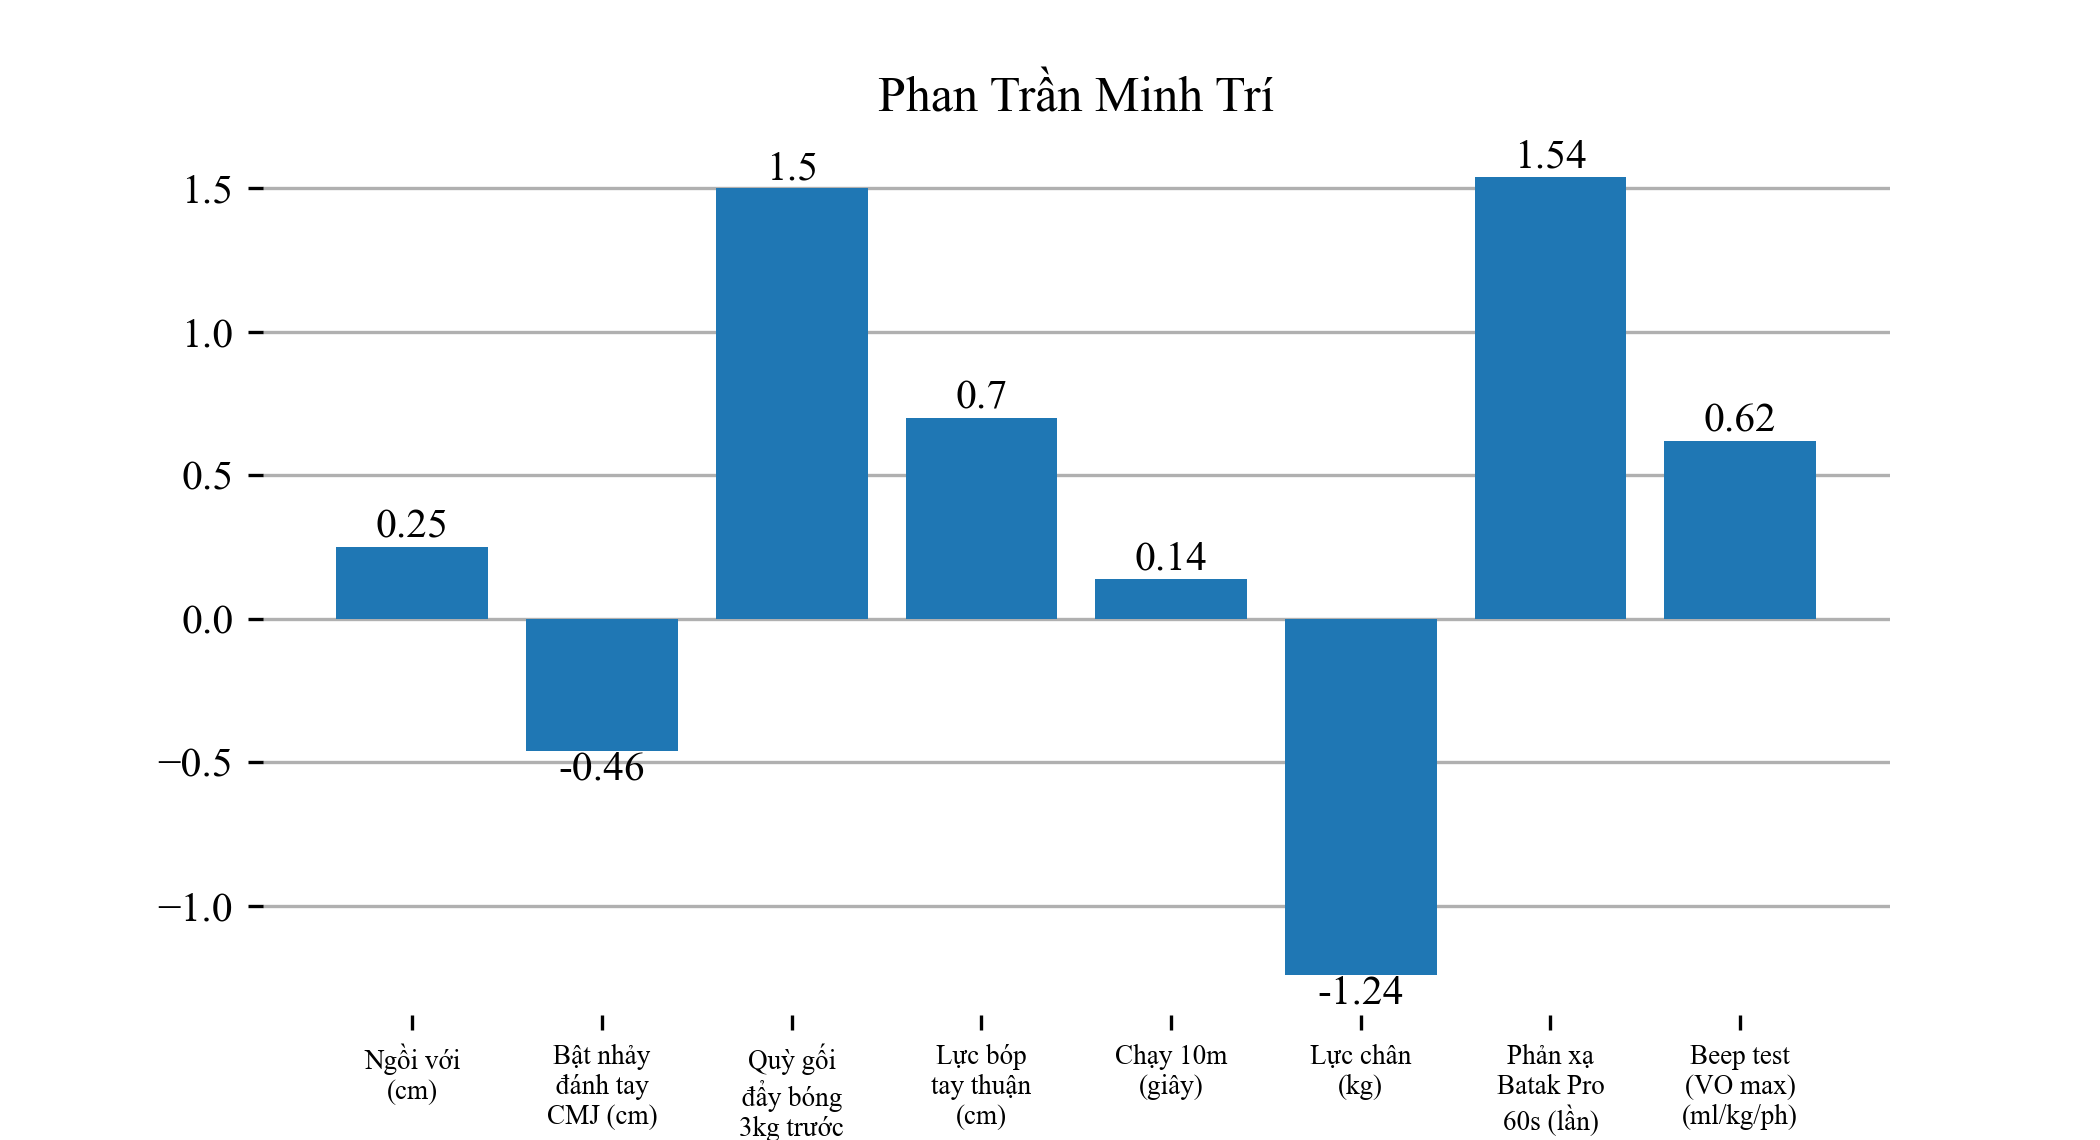 Phan Trần Minh Trí
1.5
1.0
0.5
0.0
−0.5
−1.0
0.25
-0.46
1.5
0.7
0.14
-1.24
1.54
0.62
Ngồi với
(cm)
Bật nhảy
đánh tay
CMJ (cm)
Quỳ gối
đẩy bóng
3kg trước
Lực bóp
tay thuận
(cm)
Chạy 10m
(giây)
Lực chân
(kg)
Phản xạ
Batak Pro
60s (lần)
Beep test
(VO max)
(ml/kg/ph)